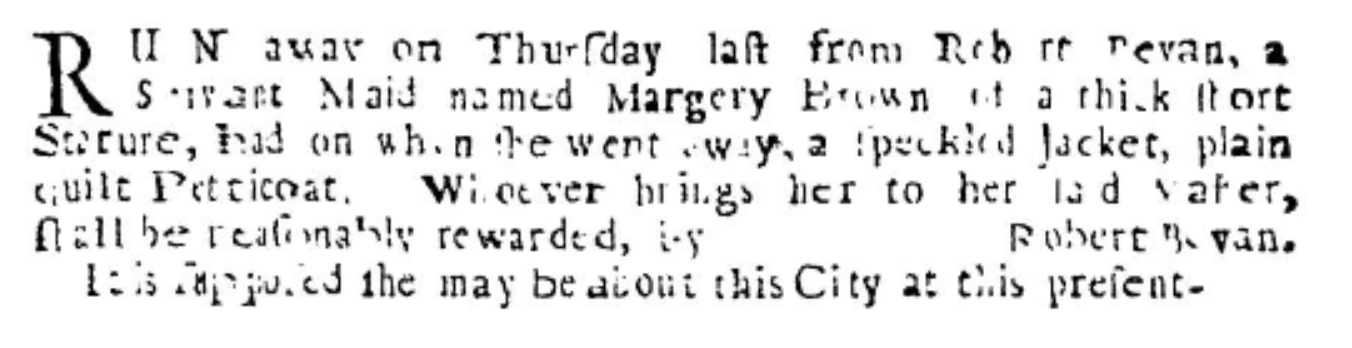 RUN away on Thurſday laſt from Robert Bevan, a
Servant Maid named Margery Brown of a thick ſhort
Stature, had on when ſhe went away, a ſpeckled Jacket, plain
quilt Petticoat. Whoever brings her to her ſaid Maſter,
ſhall be reaſonably rewarded, by Robert Bevan.
It is ſuppoſed ſhe may be about this City at this preſent-